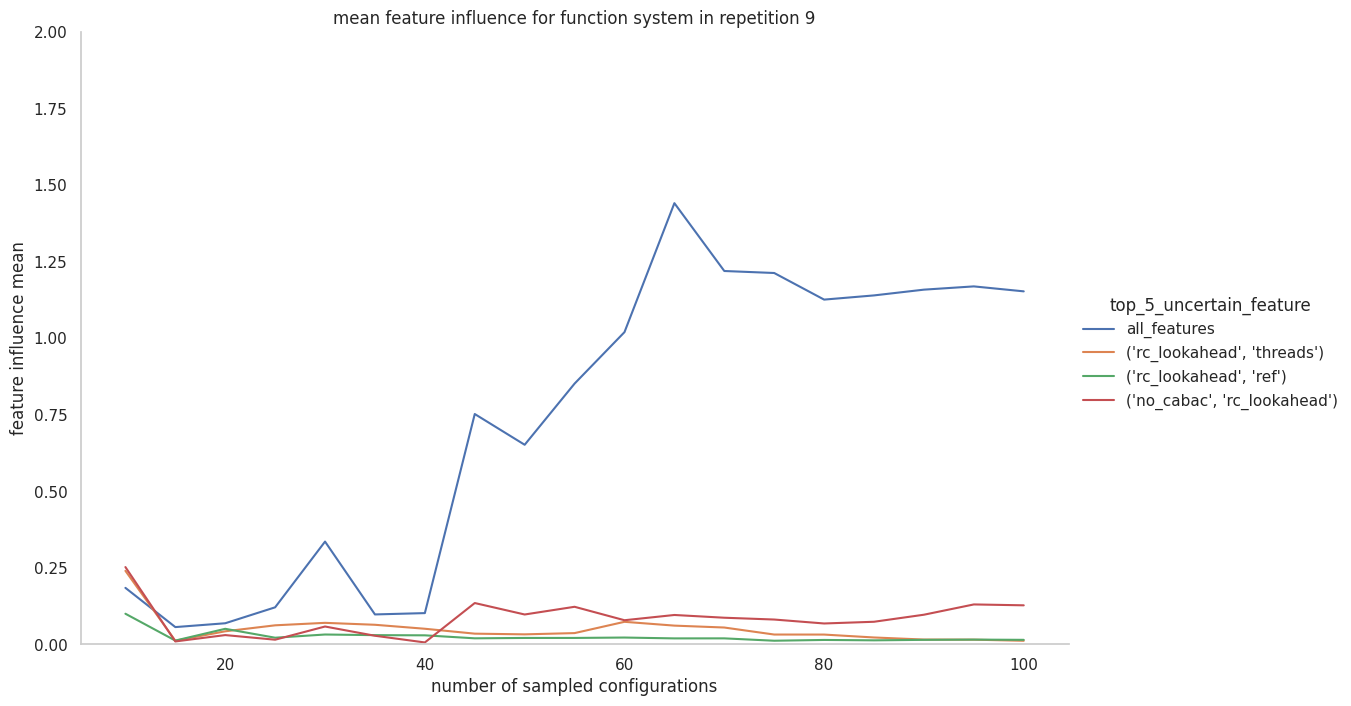 mean feature influence for function system in repetition 9
2.00
1.75
1.50
1.25
1.00
0.75
0.50
0.25
0.00
feature influence mean
20
40
60
80
100
number of sampled configurations
top_5_uncertain_feature
all_features
('rc_lookahead', 'threads')
('rc_lookahead', 'ref')
('no_cabac', 'rc_lookahead')